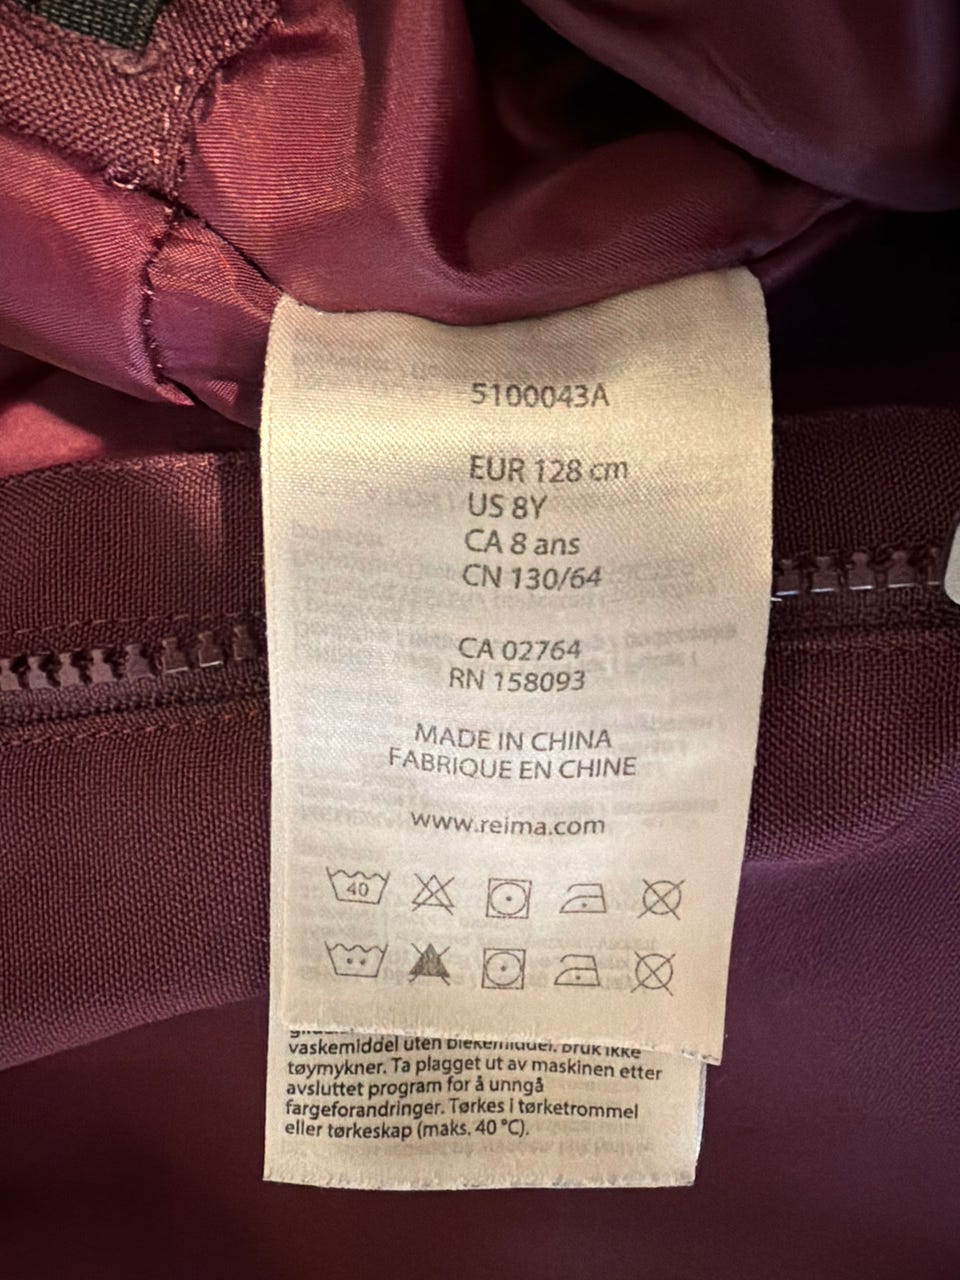 5100043A
EUR 128 cm
US 8Y
CA 8 ans
CN 130/64
CA 02764
RN 158093
MADE IN CHINA
FABRIQUE EN CHINE
www.reima.com
40
vaskemiddel uten blekemiddel. Bruk ikke
tøymykner. Ta plagget ut av maskinen etter
avsluttet program for å unngå
fargeforandringer. Tørkes i tørketrommel
eller tørkeskap (maks. 40 °C).